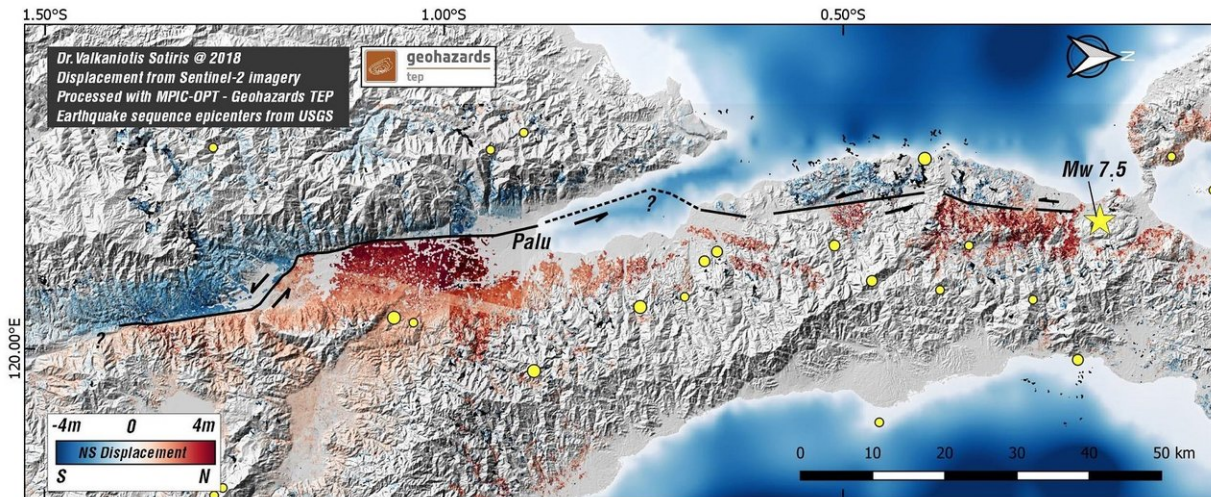 1.50°S
1.00°S
0.50°S
Dr.Valkaniotis Sotiris @ 2018
Displacement from Sentinel-2 imagery
Processed with MPIC-OPT - Geohazards TEP
Earthquake sequence epicenters from USGS
geohazards
tep
N
Mw 7.5
?
Palu
?
120.00°E
-4m 0 4m
NS Displacement
S N
0 10 20 30 40 50 km